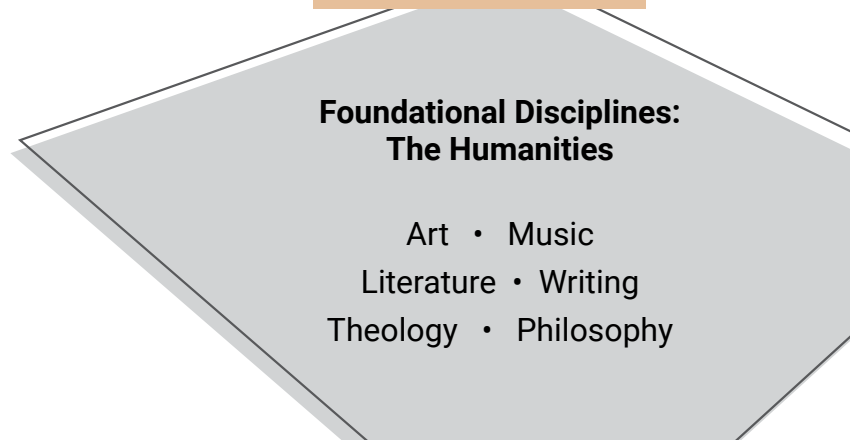 Foundational Disciplines:
The Humanities
Art • Music
Literature • Writing
Theology • Philosophy